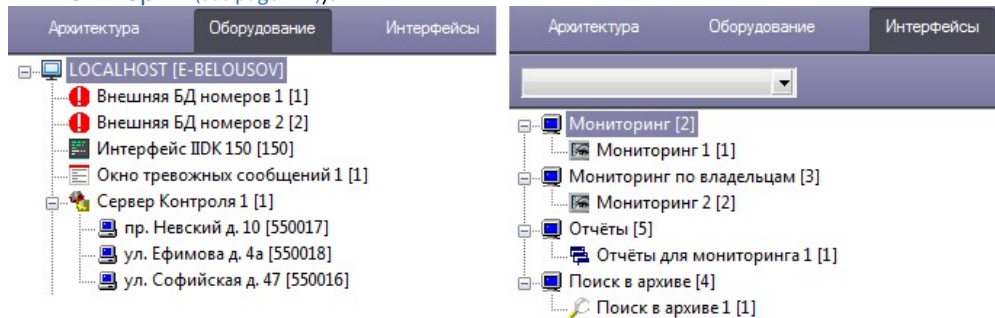 Архитектура Оборудование Интерфейсы
LOCALHOST [E-BELOUSOV]
Внешняя БД номеров 1 [1]
Внешняя БД номеров 2 [2]
Интерфейс IIDK 150 [150]
Окно тревожных сообщений 1 [1]
Сервер Контроля 1 [1]
пр. Невский д. 10 [550017]
ул. Ефимова д. 4а [550018]
ул. Софийская д. 47 [550016]
Архитектура Оборудование Интерфейсы
Мониторинг [2]
Мониторинг 1 [1]
Мониторинг по владельцам [3]
Мониторинг 2 [2]
Отчёты [5]
Отчёты для мониторинга 1 [1]
Поиск в архиве [4]
Поиск в архиве 1 [1]